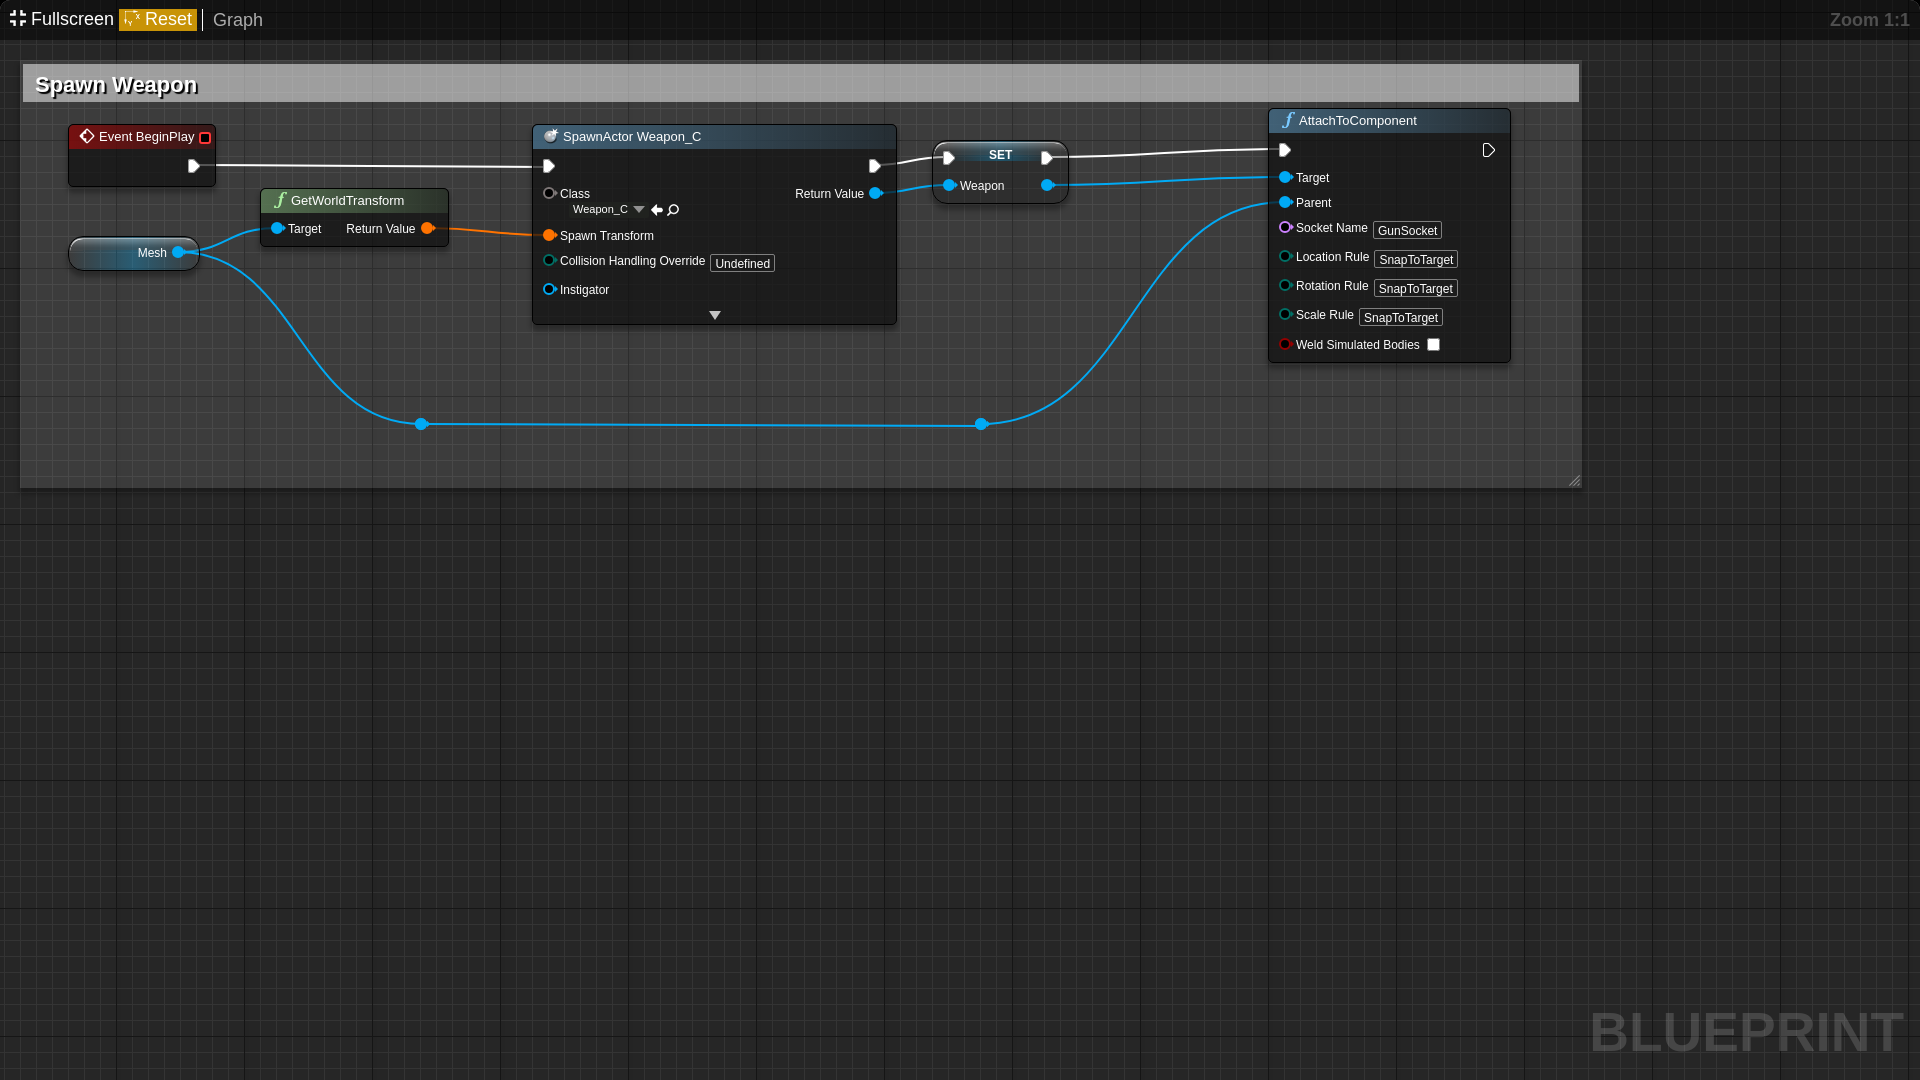 Fullscreen Reset Graph Zoom 1:1
Spawn Weapon
Event BeginPlay
GetWorldTransform
Target Return Value
Mesh
SpawnActor Weapon_C
Class Return Value
Weapon_C
Spawn Transform
Collision Handling Override Undefined
Instigator
SET
Weapon
AttachToComponent
Target
Parent
Socket Name GunSocket
Location Rule SnapToTarget
Rotation Rule SnapToTarget
Scale Rule SnapToTarget
Weld Simulated Bodies
BLUEPRINT